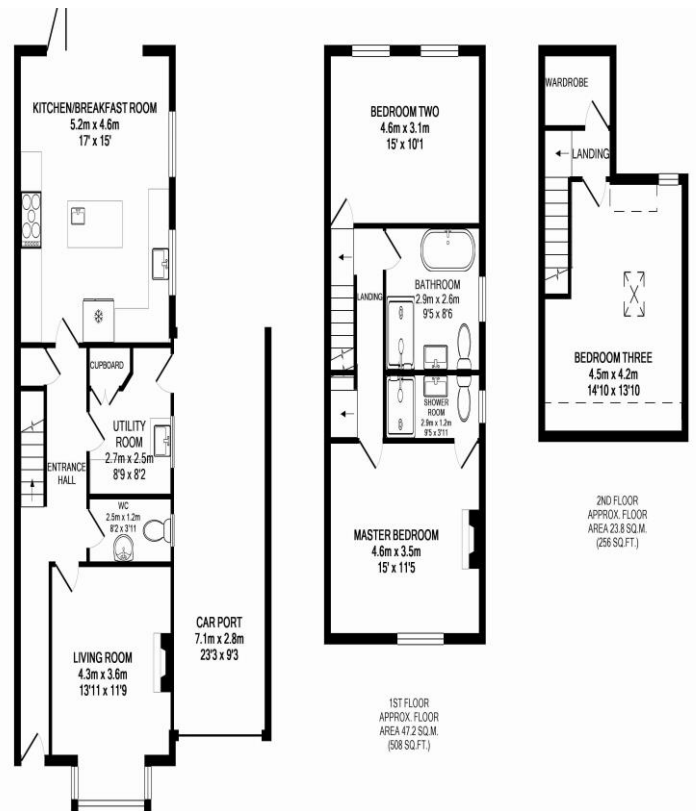 KITCHEN/BREAKFAST ROOM
5.2m x 4.6m
17' x 15'
CUPBOARD
UTILITY
ROOM
2.7m x 2.5m
8'9 x 8'2
ENTRANCE
HALL
WC
2.5m x 1.2m
8'2 x 3'11
LIVING ROOM
4.3m x 3.6m
13'11 x 11'9
CAR PORT
7.1m x 2.8m
23'3 x 9'3
BEDROOM TWO
4.6m x 3.1m
15' x 10'1
BATHROOM
2.9m x 2.6m
9'5 x 8'6
LANDING
SHOWER
ROOM
2.9m x 1.2m
9'5 x 3'11
MASTER BEDROOM
4.6m x 3.5m
15' x 11'5
1ST FLOOR
APPROX. FLOOR
AREA 47.2 SQ.M.
(508 SQ.FT.)
WARDROBE
LANDING
BEDROOM THREE
4.5m x 4.2m
14'10 x 13'10
2ND FLOOR
APPROX. FLOOR
AREA 23.8 SQ.M.
(256 SQ.FT.)